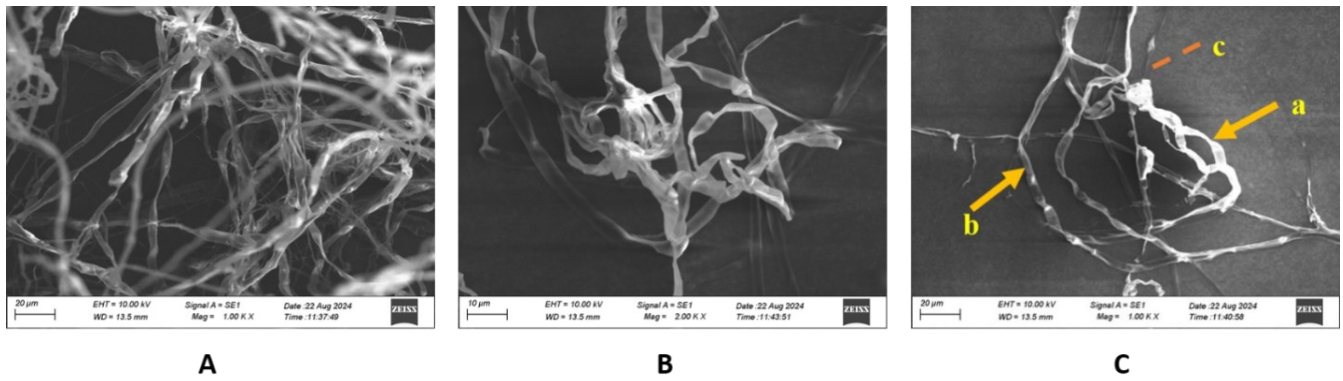 c
a
b
20 µm
EHT = 10.00 kV Signal A = SE1 Date :22 Aug 2024
WD = 13.5 mm Mag = 1.00 K X Time :11:37:49
ZEISS
10 µm
EHT = 10.00 kV Signal A = SE1 Date :22 Aug 2024
WD = 13.5 mm Mag = 2.00 K X Time :11:43:51
ZEISS
20 µm
EHT = 10.00 kV Signal A = SE1 Date :22 Aug 2024
WD = 13.5 mm Mag = 1.00 K X Time :11:40:58
ZEISS
A B C